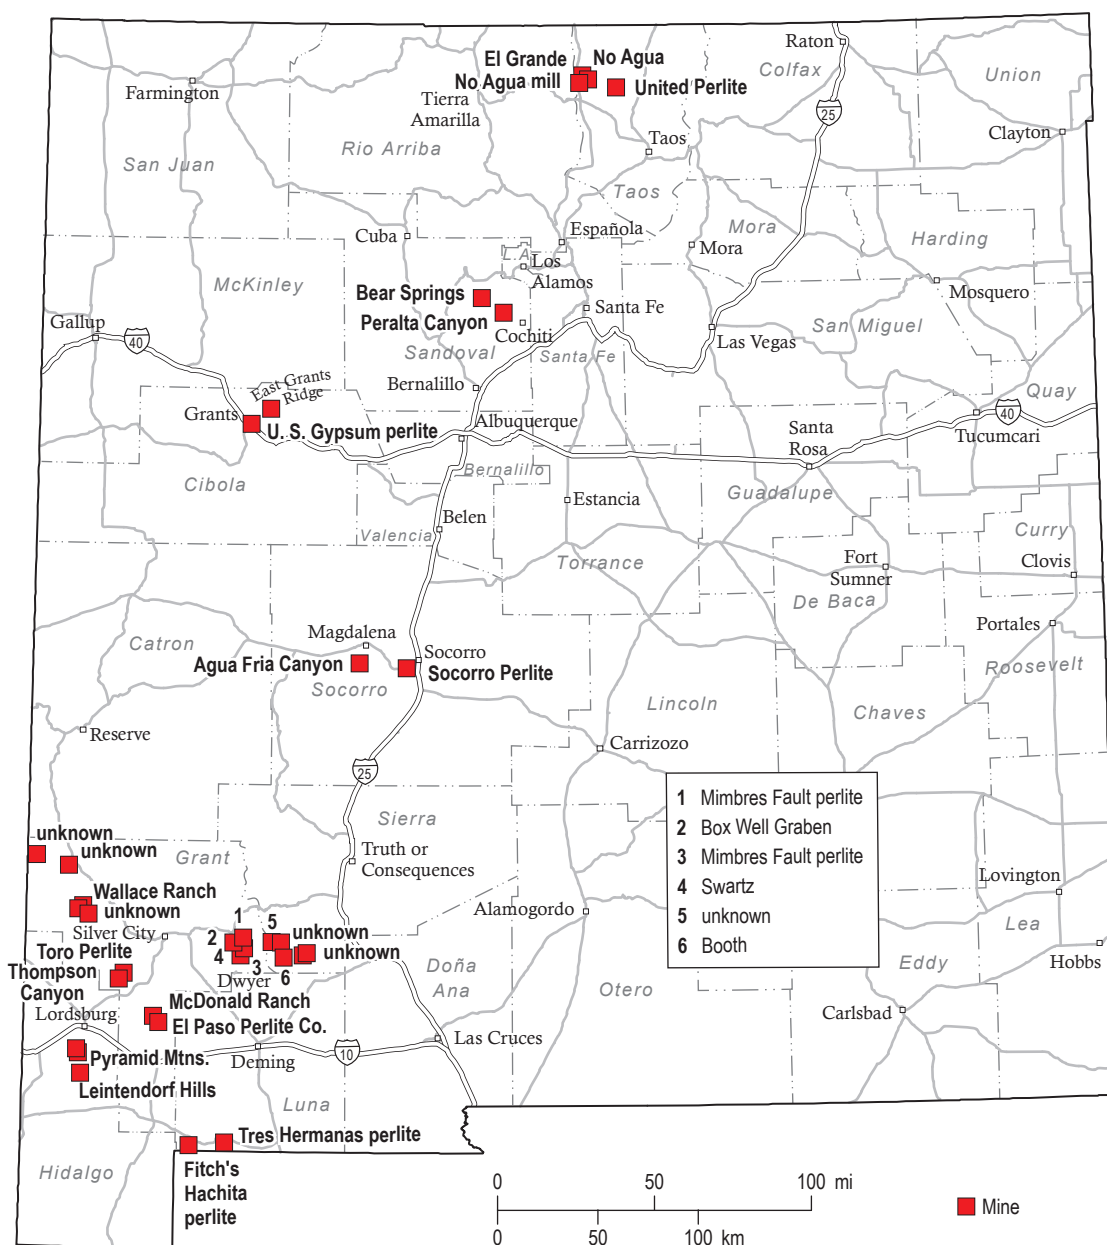 Raton
El Grande
No Agua
Colfax
Union
No Agua mill
United Perlite
Farmington
Tierra
Amarilla
25
Clayton
Rio Arriba
Taos
San Juan
Taos
Española
Mora
Cuba
Harding
Mora
L A
Los
Alamos
McKinley
Mosquero
Bear Springs
Santa Fe
Peralta Canyon
Gallup
Cochiti
San Miguel
40
Las Vegas
Sandoval
Santa Fe
East Grants
Ridge
Bernalillo
Quay
Grants
40
Albuquerque
U. S. Gypsum perlite
Santa
Rosa
Tucumcari
Bernalillo
Cibola
Guadalupe
Estancia
Belen
Valencia
Curry
Torrance
Fort
Sumner
Clovis
De Baca
Magdalena
Portales
Catron
Socorro
Agua Fria Canyon
Socorro Perlite
Roosevelt
Socorro
Lincoln
Chaves
Reserve
Carrizozo
25
1 Mimbres Fault perlite
2 Box Well Graben
3 Mimbres Fault perlite
4 Swartz
5 unknown
6 Booth
Sierra
unknown
unknown
Grant
Truth or
Consequences
Wallace Ranch
Lovington
unknown
Alamogordo
1
5
Lea
Silver City
2
unknown
Toro Perlite
4
3
6
unknown
Thompson
Canyon
Dwyer
Doña
Ana
Eddy
Hobbs
Otero
McDonald Ranch
Lordsburg
El Paso Perlite Co.
Carlsbad
Las Cruces
Pyramid Mtns.
Deming
10
Leintendorf Hills
Luna
Tres Hermanas perlite
Hidalgo
Fitch's
Hachita
perlite
0 50 100 mi
Mine
0 50 100 km